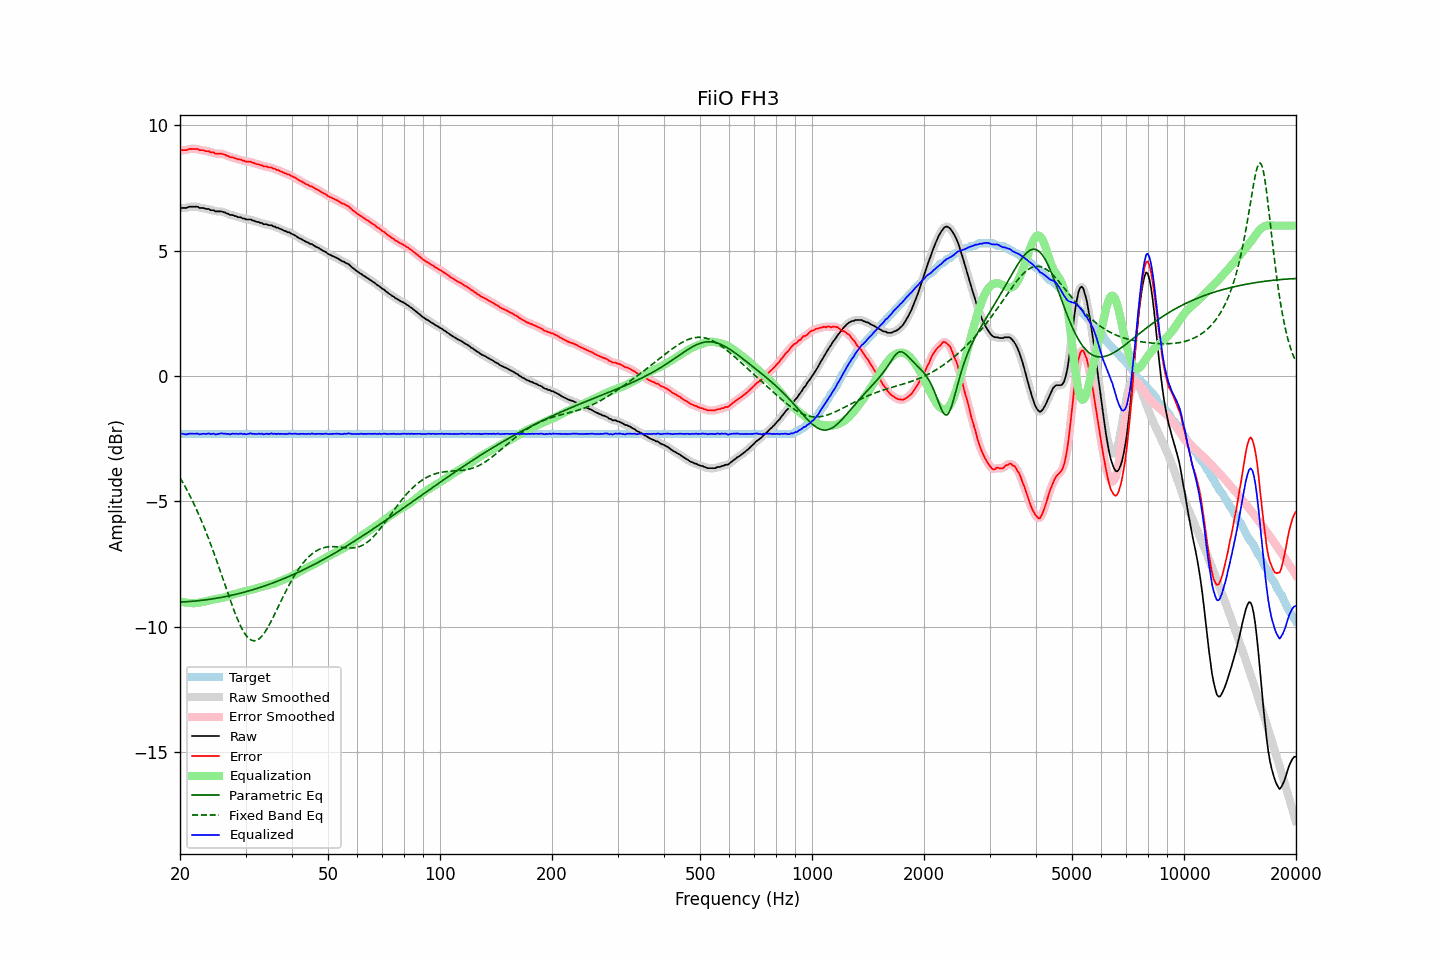 FiiO FH3
Amplitude (dBr)
10
5
0
−5
−10
−15
Target
Raw Smoothed
Error Smoothed
Raw
Error
Equalization
Parametric Eq
Fixed Band Eq
Equalized
20 50 100 200 500 1000 2000 5000 10000 20000
Frequency (Hz)